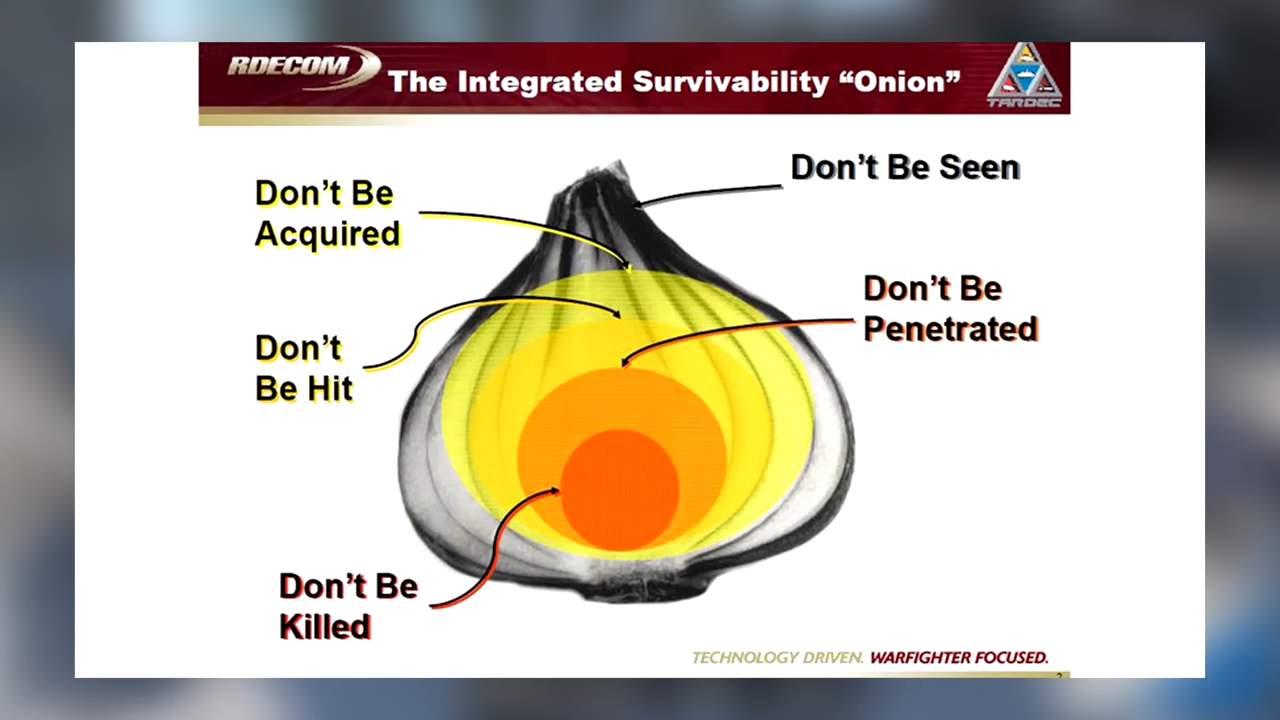 RDECOM
The Integrated Survivability “Onion”
TARDEC
Don’t Be Seen
Don’t Be
Acquired
Don’t Be
Penetrated
Don’t
Be Hit
Don’t Be
Killed
TECHNOLOGY DRIVEN. WARFIGHTER FOCUSED.